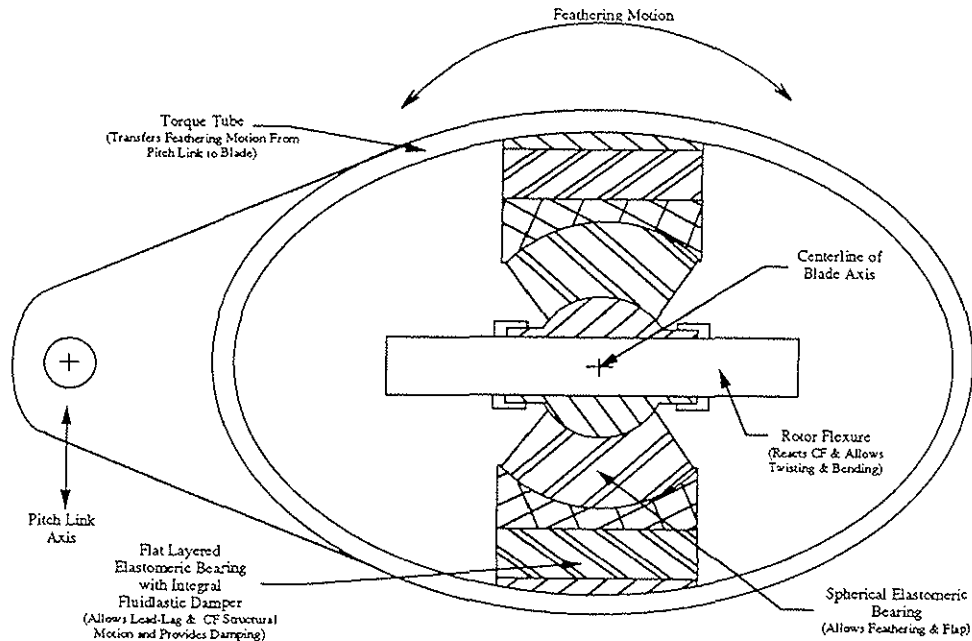 Feathering Motion
Torque Tube
(Transfers Feathering Motion From
Pitch Link to Blade)
Centerline of
Blade Axis
Rotor Flexure
(Reacts CF & Allows
Twisting & Bending)
Pitch Link
Axis
Flat Layered
Elastomeric Bearing
with Integral
Fluidlastic Damper
(Allows Lead-Lag & CF Structural
Motion and Provides Damping)
Spherical Elastomeric
Bearing
(Allows Feathering & Flap)